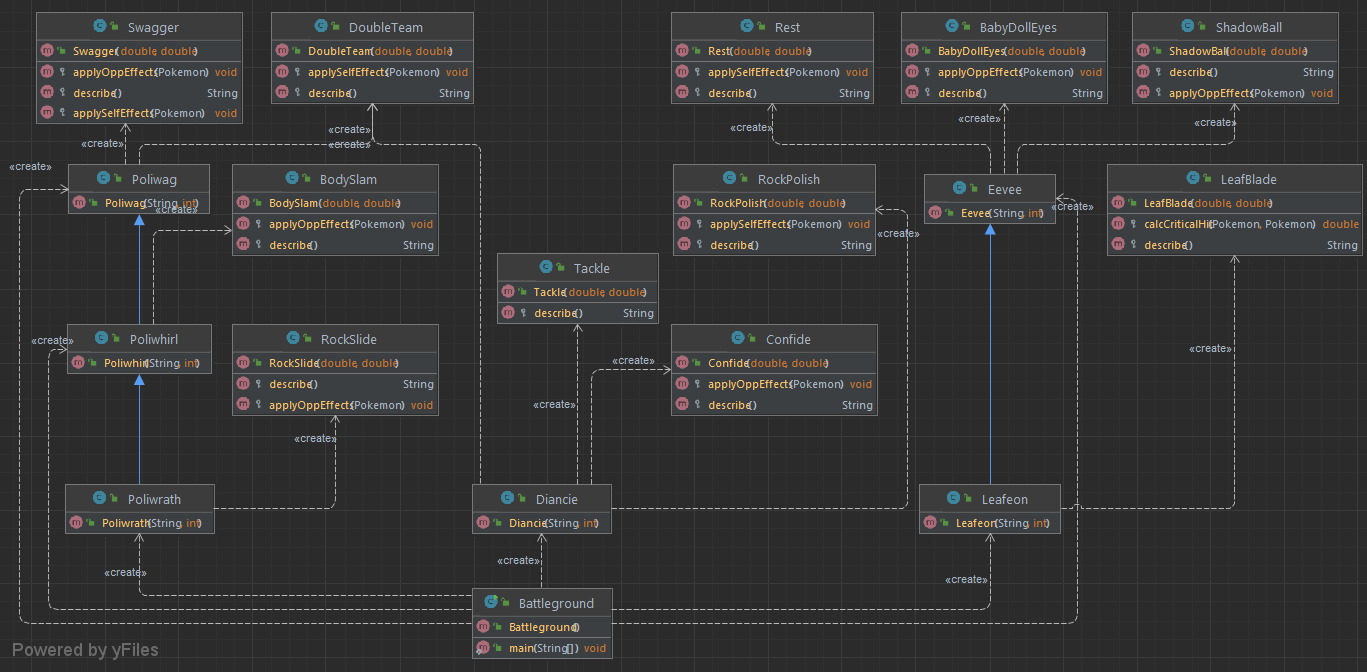 Swagger
Swagger(double, double)
applyOppEffects(Pokemon) void
describe() String
applySelfEffects(Pokemon) void
DoubleTeam
DoubleTeam(double, double)
applySelfEffects(Pokemon) void
describe() String
Rest
Rest(double, double)
applySelfEffects(Pokemon) void
describe() String
BabyDollEyes
BabyDollEyes(double, double)
applyOppEffects(Pokemon) void
describe() String
ShadowBall
ShadowBall(double, double)
describe() String
applyOppEffects(Pokemon) void
«create»
«create»
«create»
«create»
«create»
«create»
«create»
Poliwag
Poliwag(String, int)
«create»
BodySlam
BodySlam(double, double)
applyOppEffects(Pokemon) void
describe() String
RockPolish
RockPolish(double, double)
applySelfEffects(Pokemon) void
describe() String
«create»
Eevee
Eevee(String, int)
«create»
LeafBlade
LeafBlade(double, double)
calcCriticalHit(Pokemon, Pokemon) double
describe() String
Tackle
Tackle(double, double)
describe() String
«create»
Poliwhirl
Poliwhirl(String, int)
RockSlide
RockSlide(double, double)
describe() String
applyOppEffects(Pokemon) void
«create»
Confide
Confide(double, double)
applyOppEffects(Pokemon) void
describe() String
«create»
«create»
«create»
Poliwrath
Poliwrath(String, int)
Diancie
Diancie(String, int)
Leafeon
Leafeon(String, int)
«create»
«create»
«create»
Battleground
Battleground()
main(String[]) void
Powered by yFiles